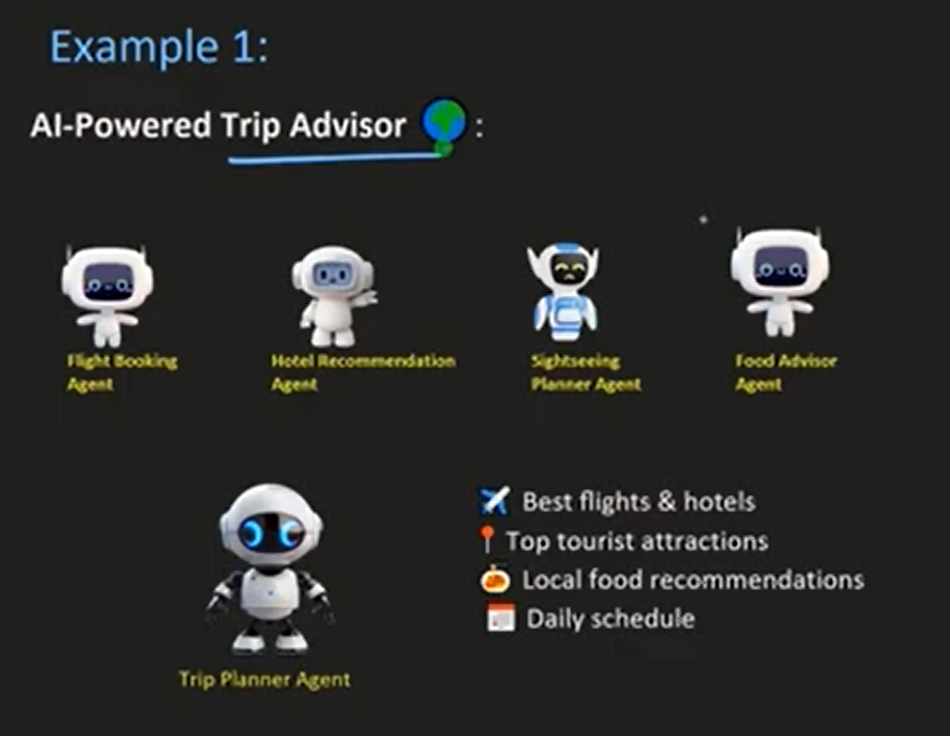 Example 1:
AI-Powered Trip Advisor 🌍 :
Flight Booking
Agent
Hotel Recommendation
Agent
Sightseeing
Planner Agent
Food Advisor
Agent
✈️ Best flights & hotels
📍 Top tourist attractions
🍝 Local food recommendations
📅 Daily schedule
Trip Planner Agent